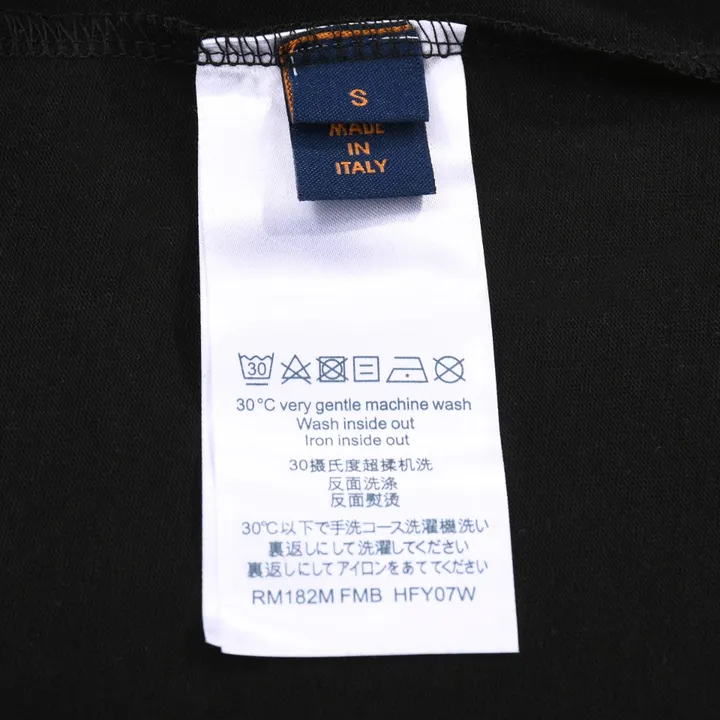 S
MADE
IN
ITALY
30
30°C very gentle machine wash
Wash inside out
Iron inside out
30摄氏度超揉机洗
反面洗涤
反面熨烫
30℃以下で手洗コース洗濯機洗い
裏返しにして洗濯してください
裏返しにしてアイロンをあててください
RM182M FMB HFY07W